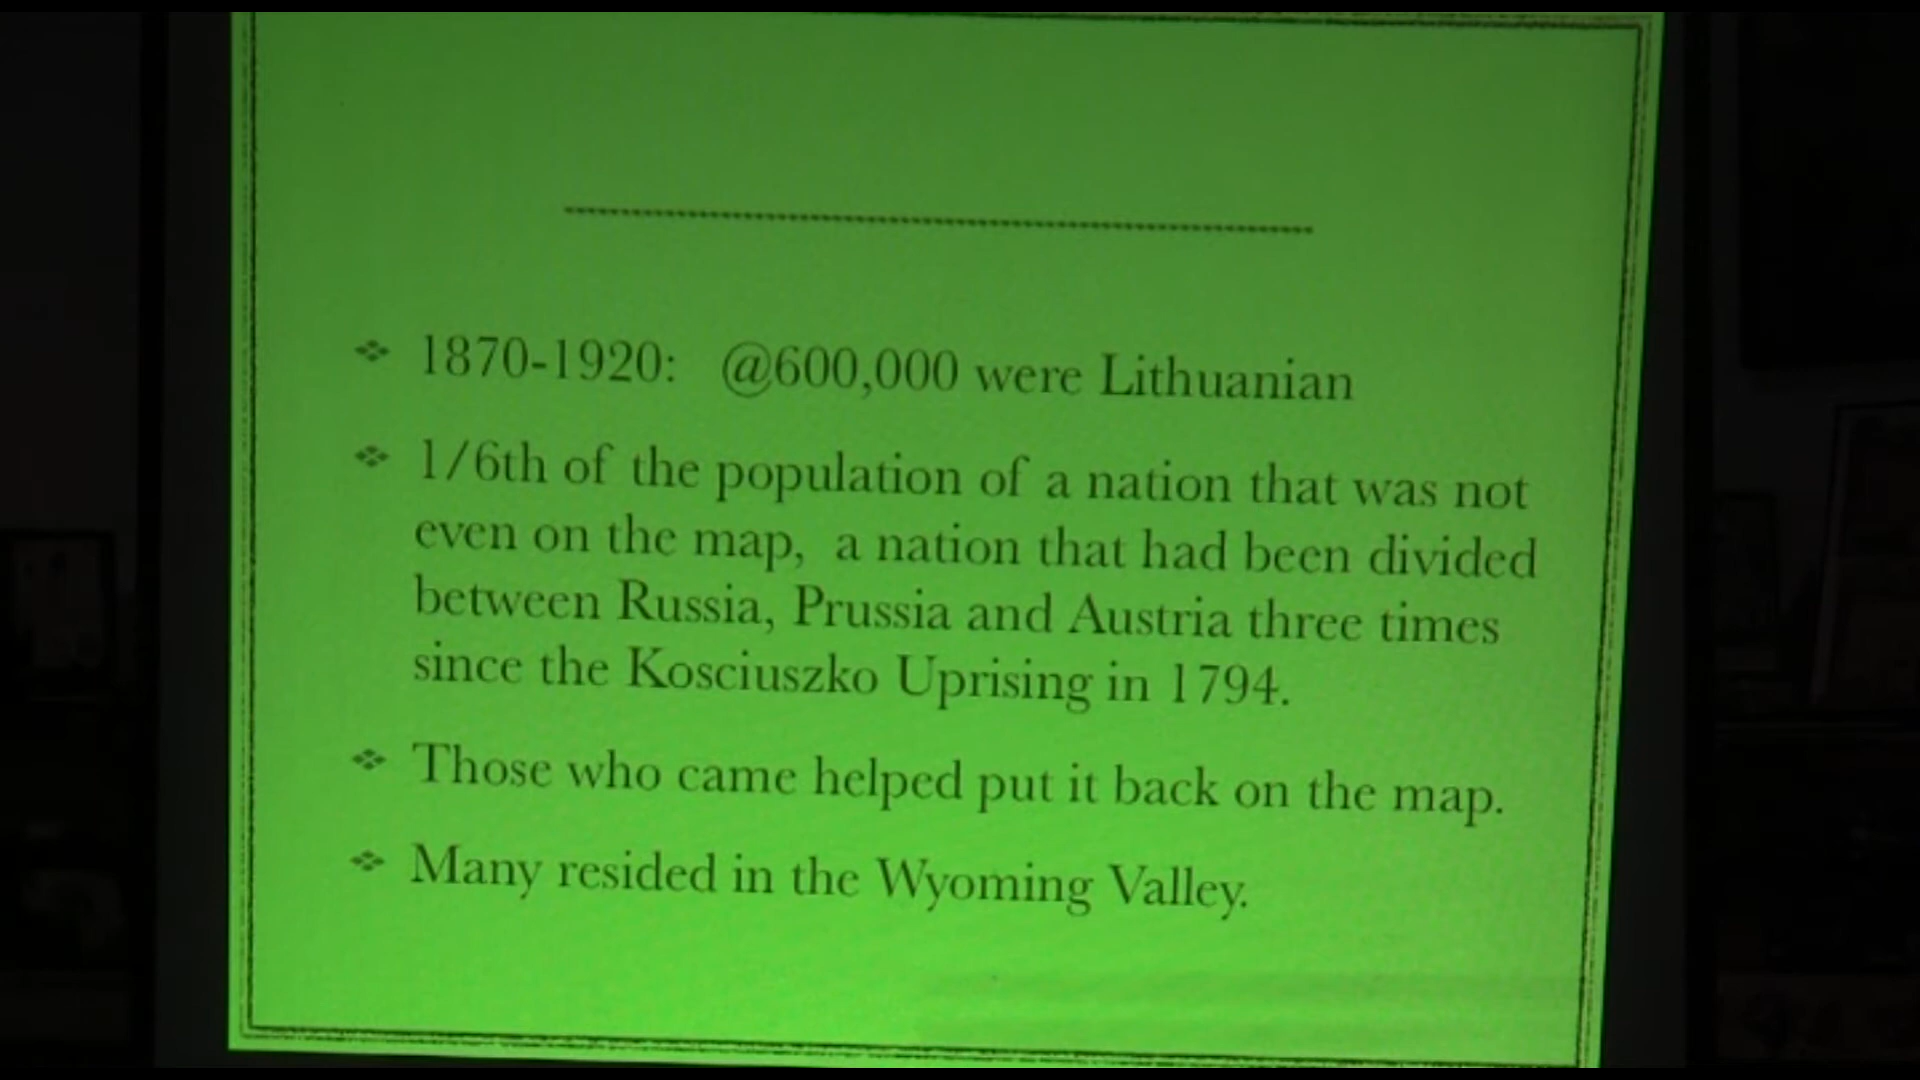 1870-1920: @600,000 were Lithuanian
1/6th of the population of a nation that was not
even on the map, a nation that had been divided
between Russia, Prussia and Austria three times
since the Kosciuszko Uprising in 1794.
Those who came helped put it back on the map.
Many resided in the Wyoming Valley.